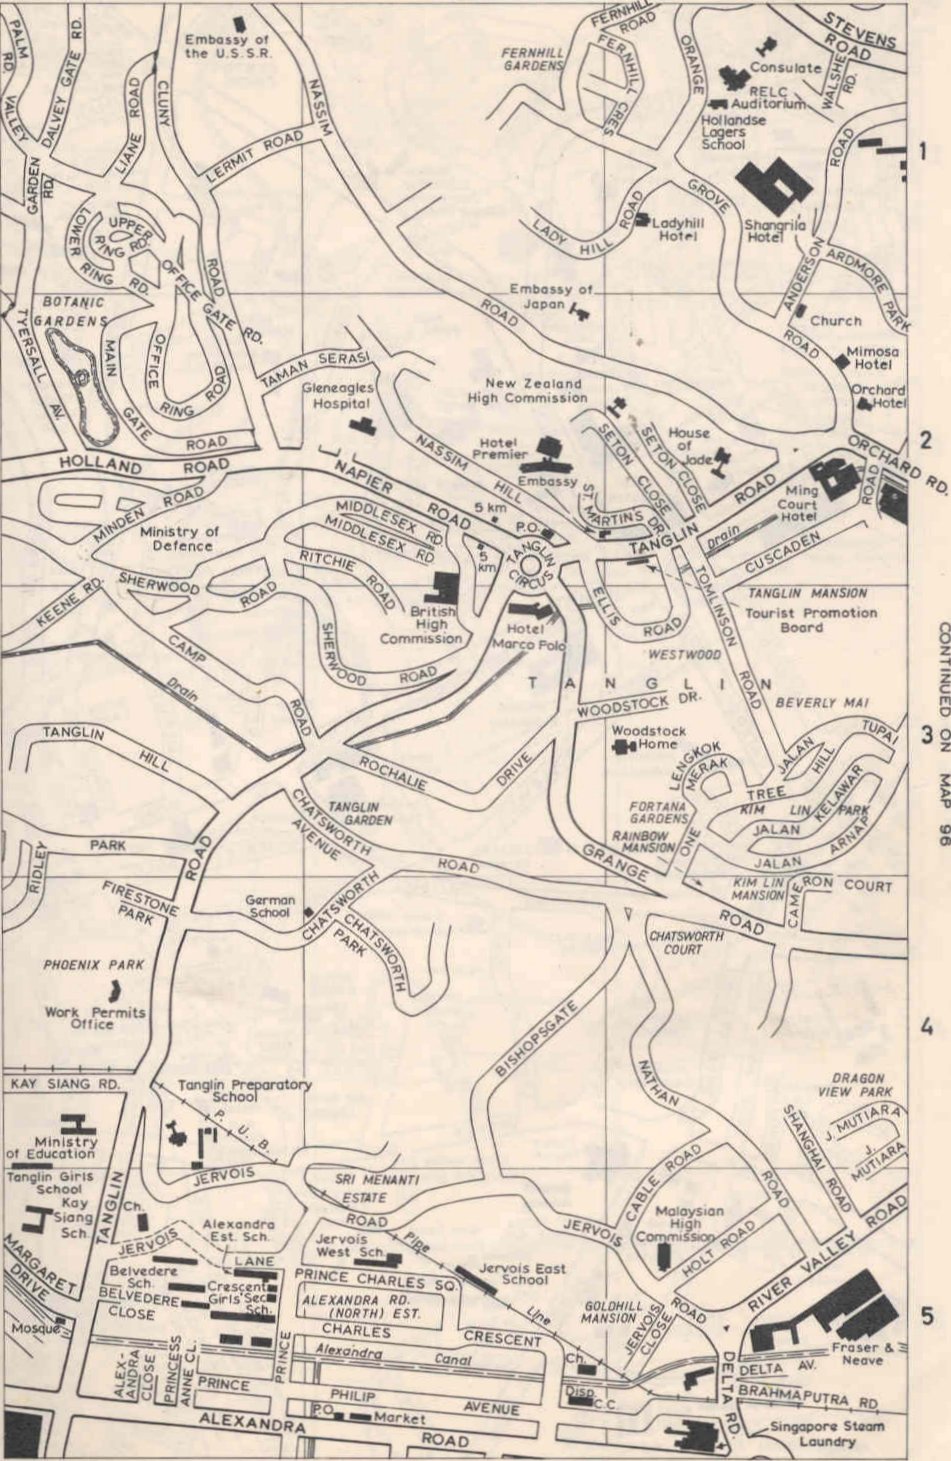 PALM RD.
VALLEY
DALVEY GATE RD.
LIANE ROAD
CLUNY
ROAD
Embassy of
the U.S.S.R.
NASSIM
ROAD
LERMIT ROAD
FERNHILL
ROAD
FERNHILL
GARDENS
FERNHILL
CRES
ORANGE
GROVE
ROAD
STEVENS
ROAD
WALSHE
RD.
Consulate
RELC
Auditorium
Hollandse
Lagers
School
1
GARDEN
RD.
LOWER
RING RD.
UPPER
RING RD.
OFFICE GATE RD.
LADY HILL ROAD
Ladyhill
Hotel
Shangrila
Hotel
ANDERSON
ROAD
ARDMORE PARK
Embassy of
Japan
Church
BOTANIC
GARDENS
TYERSALL
AV.
MAIN
GATE
ROAD
OFFICE
RING
ROAD
TAMAN SERASI
Gleneagles
Hospital
New Zealand
High Commission
Mimosa
Hotel
Orchard
Hotel
2
HOLLAND ROAD
NASSIM
HILL
Hotel
Premier
Embassy
SETON CLOSE
SETON CLOSE
House
of
Jade
ORCHARD RD.
ROAD
Ming
Court
Hotel
MINDEN ROAD
NAPIER
ROAD
MIDDLESEX RD
MIDDLESEX RD
5 km
P.O.
ST.
MARTINS DR.
TANGLIN
ROAD
Drain
CUSCADEN
Ministry of
Defence
RITCHIE ROAD
5
km
TANGLIN
CIRCUS
KEENE RD.
SHERWOOD
ROAD
British
High
Commission
Hotel
Marco Polo
ELLIS
ROAD
TOMLINSON
ROAD
TANGLIN MANSION
Tourist Promotion
Board
WESTWOOD
CAMP
ROAD
Drain
SHERWOOD
ROAD
TANGLIN
WOODSTOCK DR.
BEVERLY MAI
CONTINUED ON MAP 96
TANGLIN
HILL
Woodstock
Home
LENGKOK
MERAK
JALAN
HILL
TUPAI
3
ROCHALIE
DRIVE
TREE
KIM LIN PARK
KELAWAR
JALAN
JALAN ARNAP
ONE
CHATSWORTH
AVENUE
TANGLIN
GARDEN
FORTANA
GARDENS
RAINBOW
MANSION
RIDLEY
PARK
ROAD
ROAD
GRANGE
ROAD
KIM LIN
MANSION
CAMERON COURT
FIRESTONE
PARK
German
School
CHATSWORTH
PARK
CHATSWORTH
CHATSWORTH
COURT
PHOENIX PARK
Work Permits
Office
BISHOPSGATE
4
KAY SIANG RD.
Tanglin Preparatory
School
P. U. B.
NATHAN
ROAD
DRAGON
VIEW PARK
J. MUTIARA
J.
MUTIARA
SHANGHAI
ROAD
Ministry
of Education
Tanglin Girls
School
Kay
Siang
Sch.
TANGLIN
JERVOIS
SRI MENANTI
ESTATE
CABLE ROAD
Ch.
JERVOIS
LANE
Alexandra
Est. Sch.
ROAD
Pipe
JERVOIS
ROAD
Malaysian
High
Commission
HOLT ROAD
RIVER VALLEY ROAD
MARGARET
DRIVE
Jervois
West Sch.
Jervois East
School
Belvedere
Sch.
BELVEDERE
CLOSE
Crescent
Girls' Sec.
Sch.
PRINCE CHARLES SQ.
ALEXANDRA RD.
(NORTH) EST.
Line
GOLDHILL
MANSION
JERVOIS
CLOSE
5
Mosque
CHARLES
CRESCENT
Fraser &
Neave
Alexandra Canal
Ch.
DELTA AV.
ALEX-
ANDRA
CLOSE
PRINCESS
ANNE CL.
PRINCE
PRINCE
PHILIP
AVENUE
Disp.
C.C.
DELTA RD.
BRAHMAPUTRA RD
P.O.
Market
ALEXANDRA
ROAD
Singapore Steam
Laundry